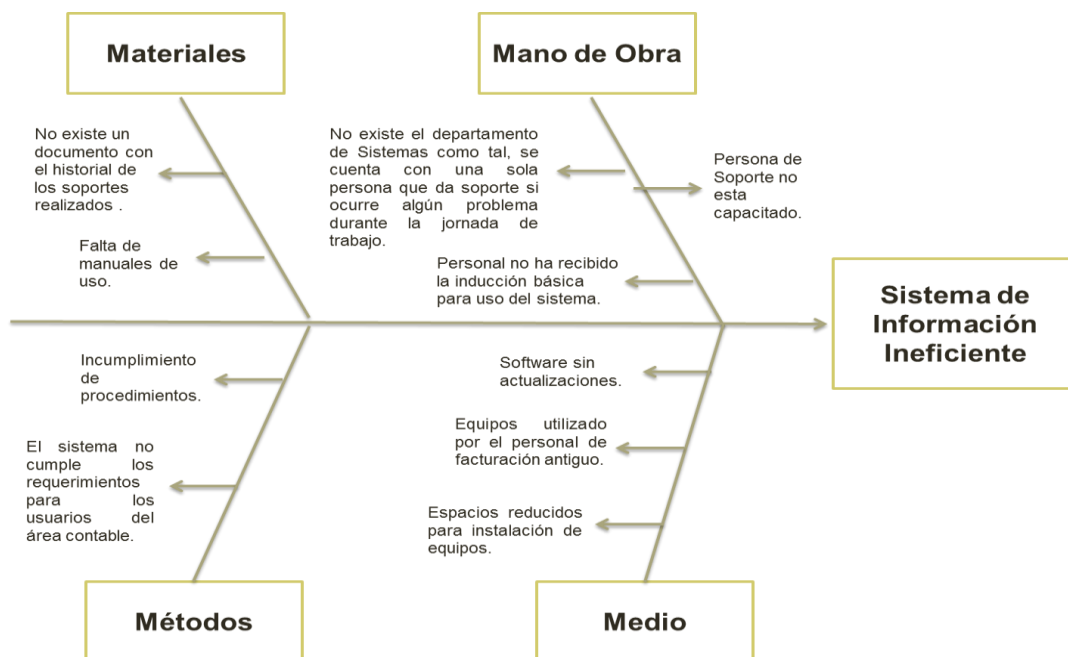 Materiales
Mano de Obra
No existe un
documento con
el historial de
los soportes
realizados .
Falta de
manuales de
uso.
No existe el departamento
de Sistemas como tal, se
cuenta con una sola
persona que da soporte si
ocurre algún problema
durante la jornada de
trabajo.
Persona de
Soporte no
esta
capacitado.
Personal no ha recibido
la inducción básica
para uso del sistema.
Sistema de
Información
Ineficiente
Incumplimiento
de
procedimientos.
El sistema no
cumple los
requerimientos
para los
usuarios del
área contable.
Software sin
actualizaciones.
Equipos utilizado
por el personal de
facturación antiguo.
Espacios reducidos
para instalación de
equipos.
Métodos
Medio